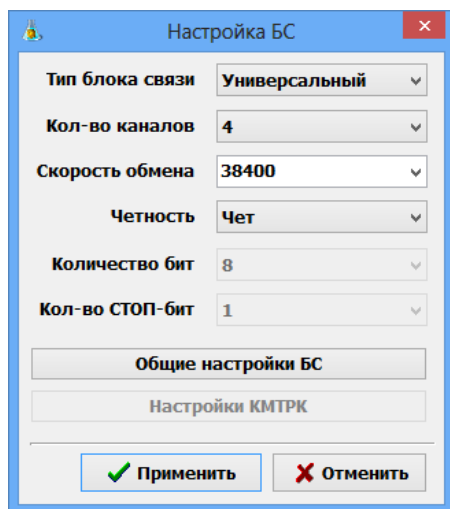 Настройка БС
Тип блока связи Универсальный
Кол-во каналов 4
Скорость обмена 38400
Четность Чет
Количество бит 8
Кол-во СТОП-бит 1
Общие настройки БС
Настройки КМТРК
Применить Отменить